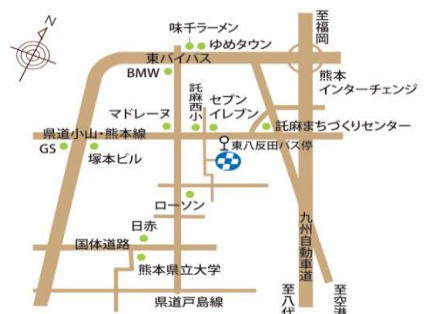 N
味千ラーメン
ゆめタウン
至福岡
東バイパス
BMW
熊本
インターチェンジ
託麻西小
セブン
イレブン
マドレーヌ
託麻まちづくりセンター
県道小山・熊本線
東八反田バス停
GS
塚本ビル
ローソン
日赤
国体道路
九州自動車道
熊本県立大学
県道戸島線
至八代
至空港